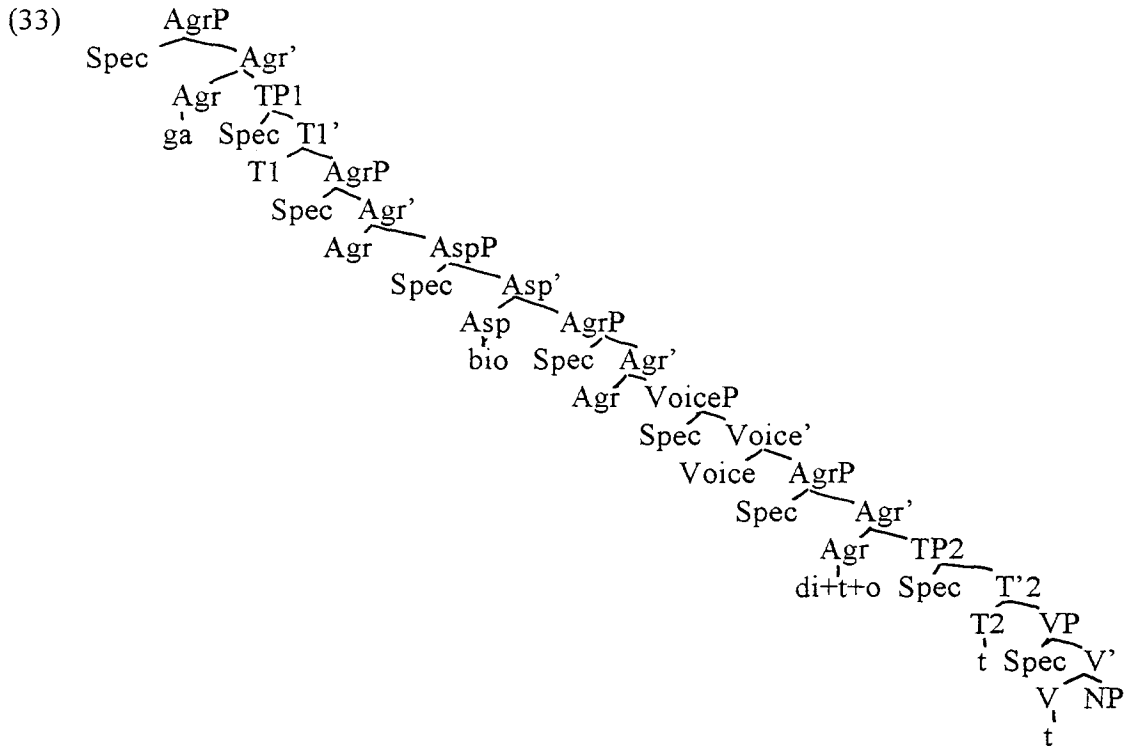 (33) AgrP
Spec Agr’
Agr TP1
ga Spec T1’
T1 AgrP
Spec Agr’
Agr AspP
Spec Asp’
Asp AgrP
bio Spec Agr’
Agr VoiceP
Spec Voice’
Voice AgrP
Spec Agr’
Agr TP2
di+t+o Spec T’2
T2 VP
t Spec V’
V NP
t